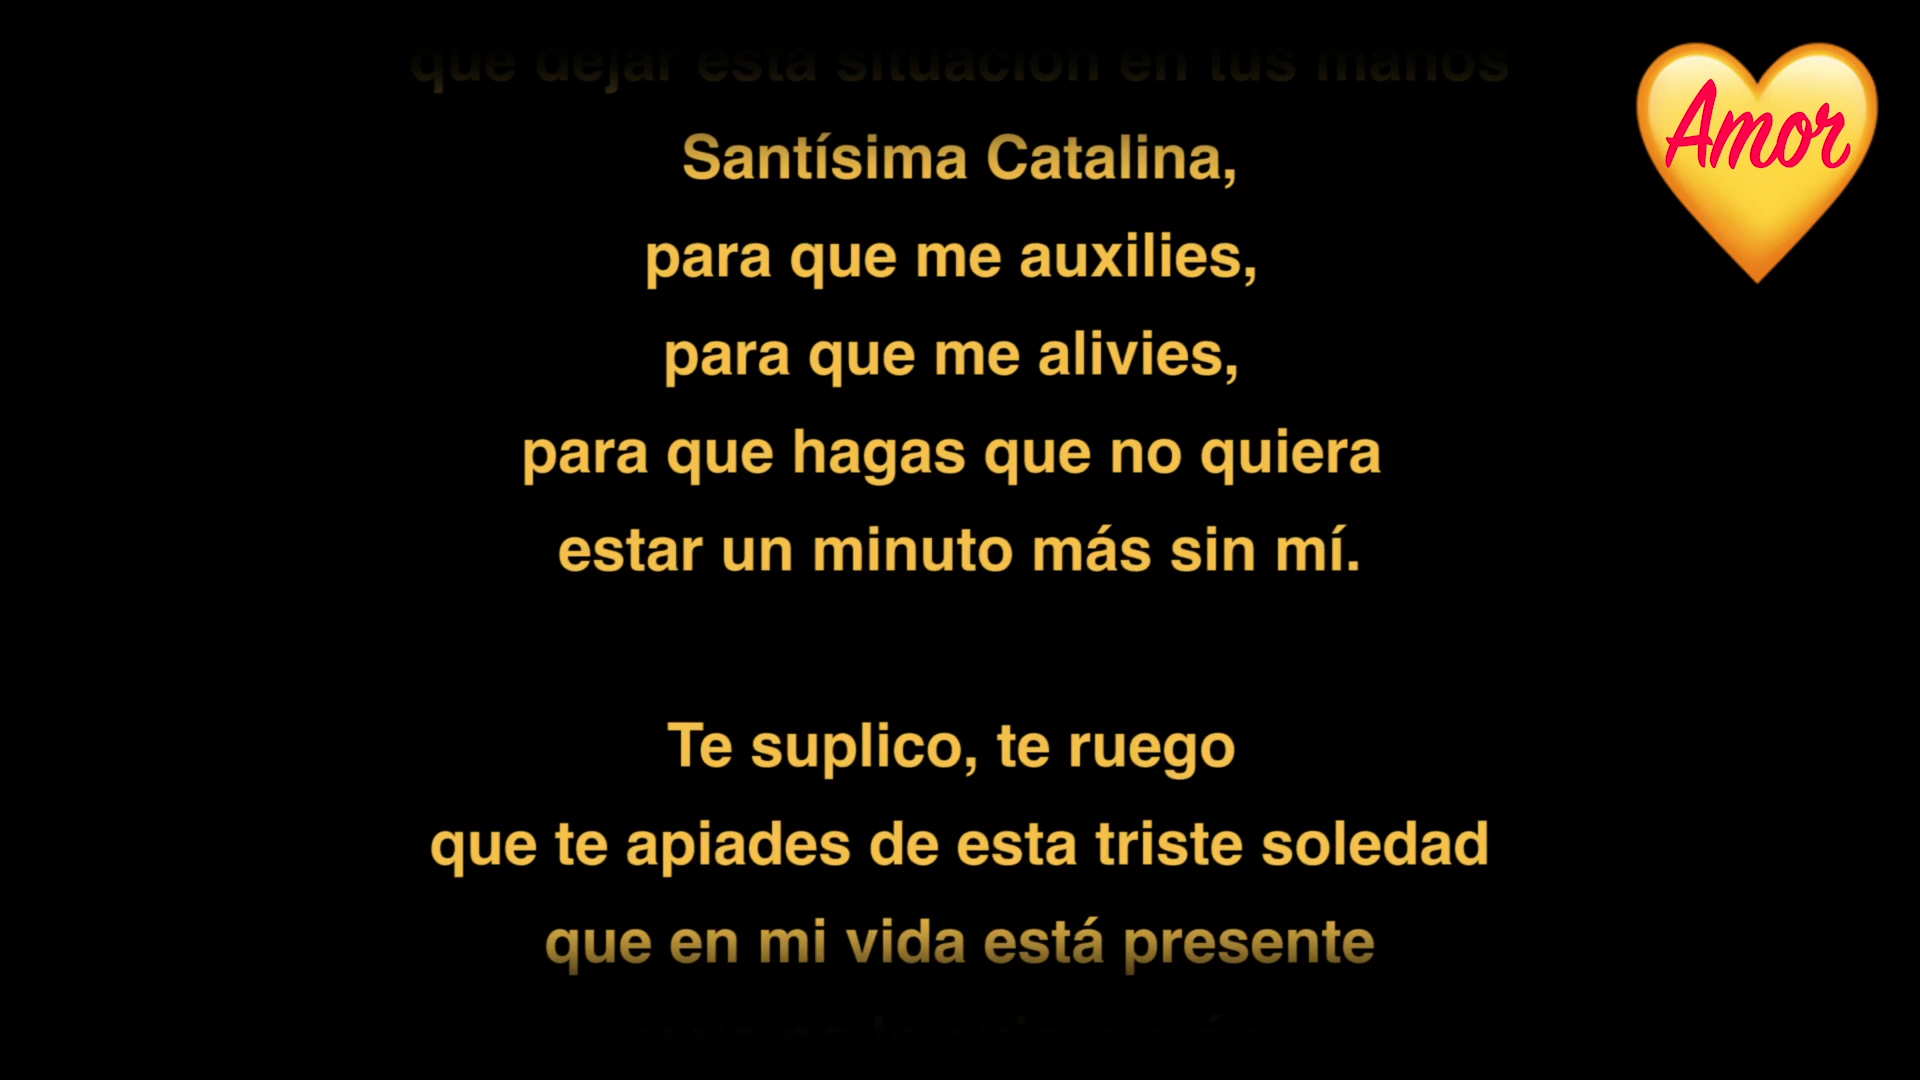 que dejar esta situación en tus manos
Santísima Catalina,
para que me auxilies,
para que me alivies,
para que hagas que no quiera
estar un minuto más sin mí.
Te suplico, te ruego
que te apiades de esta triste soledad
que en mi vida está presente
Amor